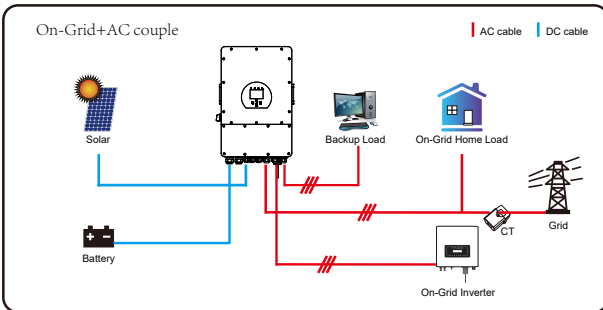 On-Grid+AC couple
AC cable
DC cable
Solar
Backup Load
On-Grid Home Load
CT
Grid
Battery
On-Grid Inverter